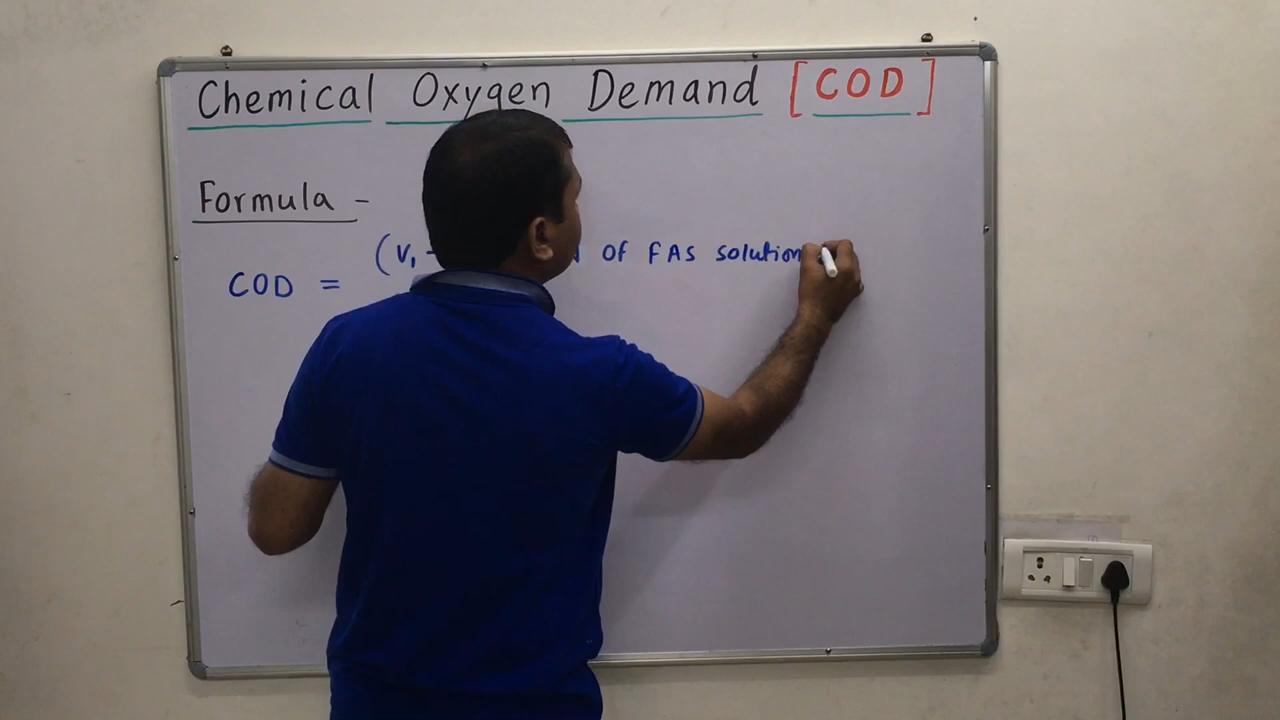 Chemical Oxygen Demand [COD]
Formula -
(V₁ - of FAS solution
COD =